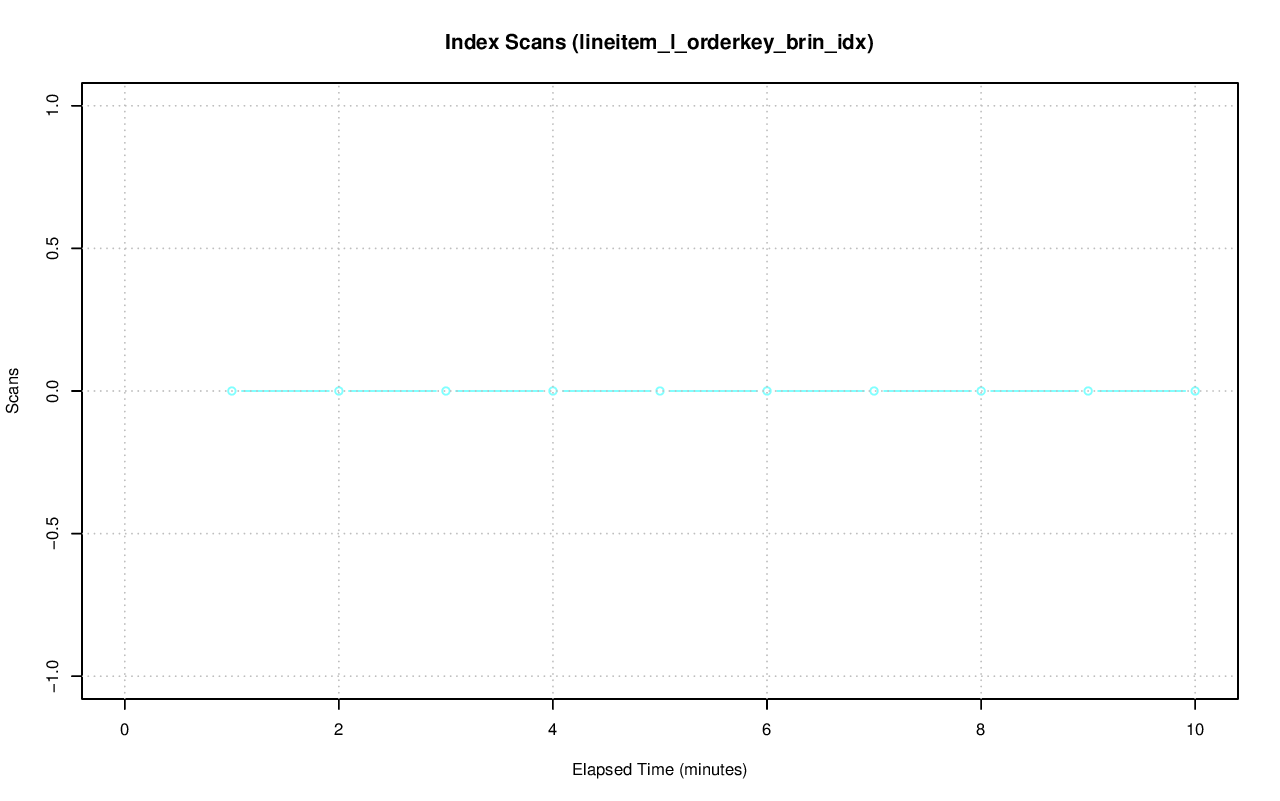 Index Scans (lineitem_l_orderkey_brin_idx)
1.0
0.5
0.0
−0.5
−1.0
Scans
0 2 4 6 8 10
Elapsed Time (minutes)